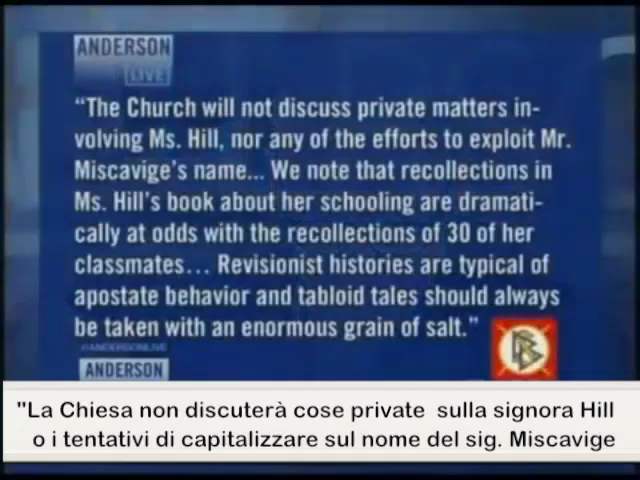 ANDERSON
LIVE
“The Church will not discuss private matters in-
volving Ms. Hill, nor any of the efforts to exploit Mr.
Miscavige’s name... We note that recollections in
Ms. Hill’s book about her schooling are dramati-
cally at odds with the recollections of 30 of her
classmates... Revisionist histories are typical of
apostate behavior and tabloid tales should always
be taken with an enormous grain of salt.”
#ANDERSONLIVE
ANDERSON
"La Chiesa non discuterà cose private sulla signora Hill
o i tentativi di capitalizzare sul nome del sig. Miscavige